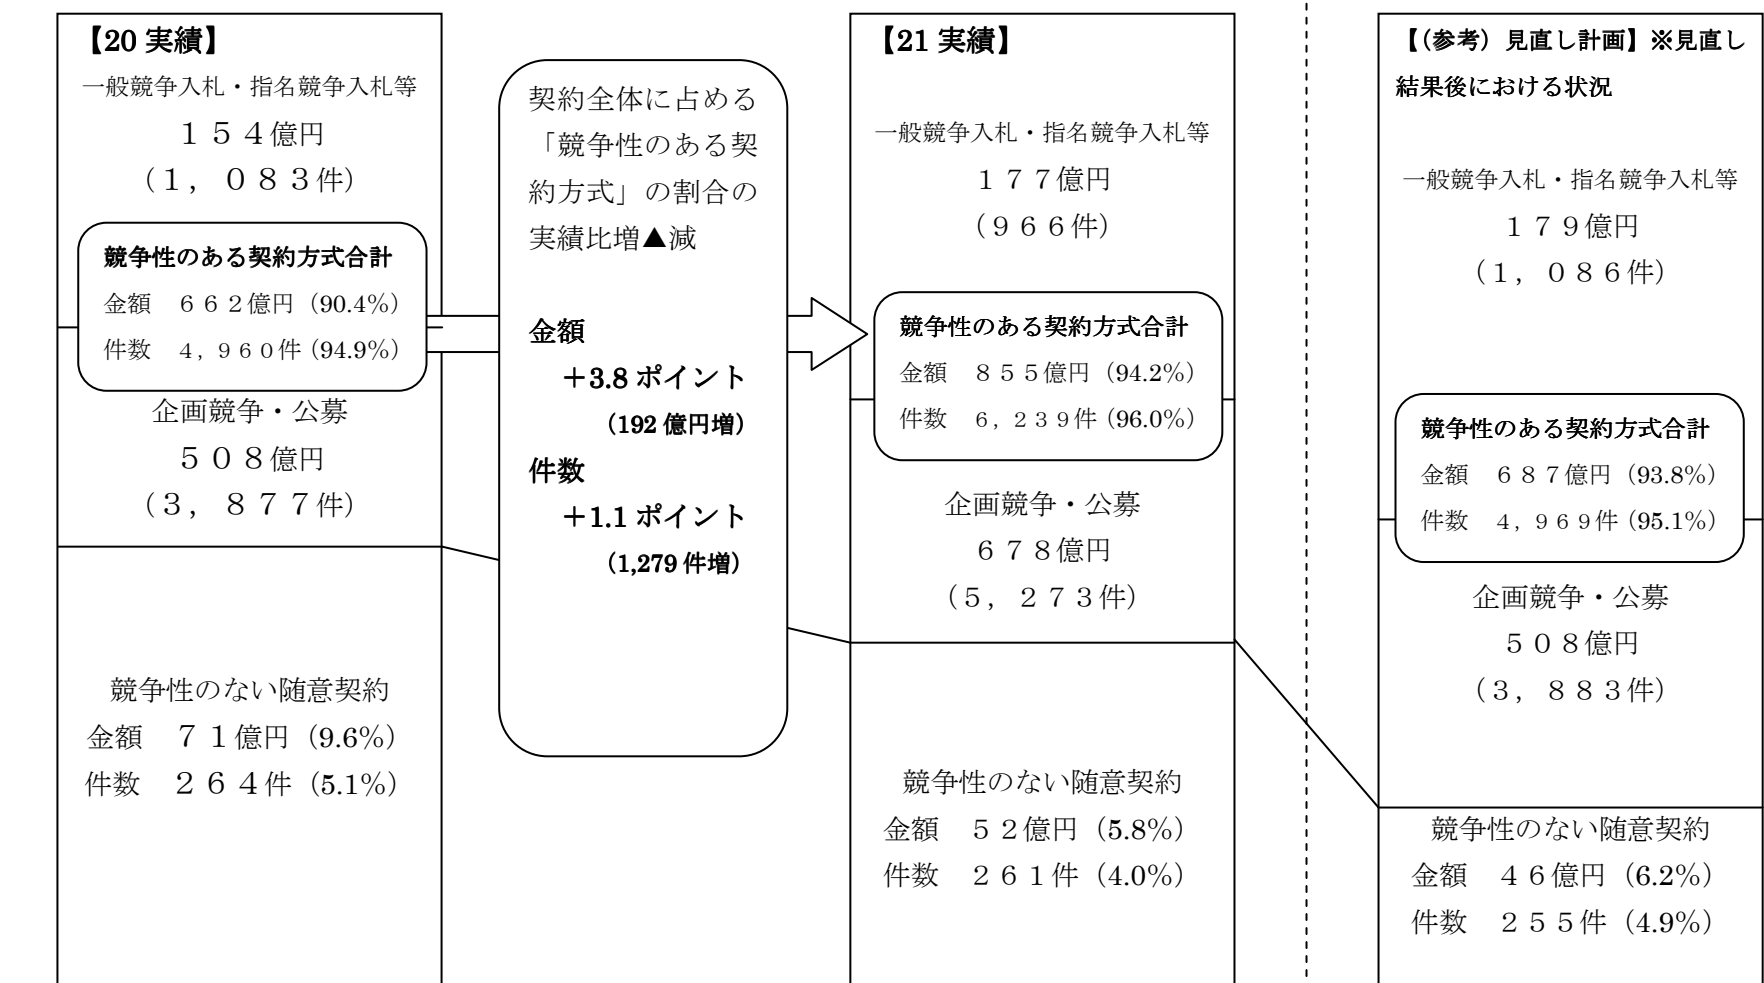 【20 実績】
一般競争入札・指名競争入札等
１５４億円
（１，０８３件）
競争性のある契約方式合計
金額　６６２億円（90.4%）
件数　４，９６０件（94.9%）
企画競争・公募
５０８億円
（３，８７７件）
競争性のない随意契約
金額　７１億円（9.6%）
件数　２６４件（5.1%）
契約全体に占める
「競争性のある契
約方式」の割合の
実績比増▲減
金額
＋3.8 ポイント
（192 億円増）
件数
＋1.1 ポイント
（1,279 件増）
【21 実績】
一般競争入札・指名競争入札等
１７７億円
（９６６件）
競争性のある契約方式合計
金額　８５５億円（94.2%）
件数　６，２３９件（96.0%）
企画競争・公募
６７８億円
（５，２７３件）
競争性のない随意契約
金額　５２億円（5.8%）
件数　２６１件（4.0%）
【（参考）見直し計画】※見直し
結果後における状況
一般競争入札・指名競争入札等
１７９億円
（１，０８６件）
競争性のある契約方式合計
金額　６８７億円（93.8%）
件数　４，９６９件（95.1%）
企画競争・公募
５０８億円
（３，８８３件）
競争性のない随意契約
金額　４６億円（6.2%）
件数　２５５件（4.9%）